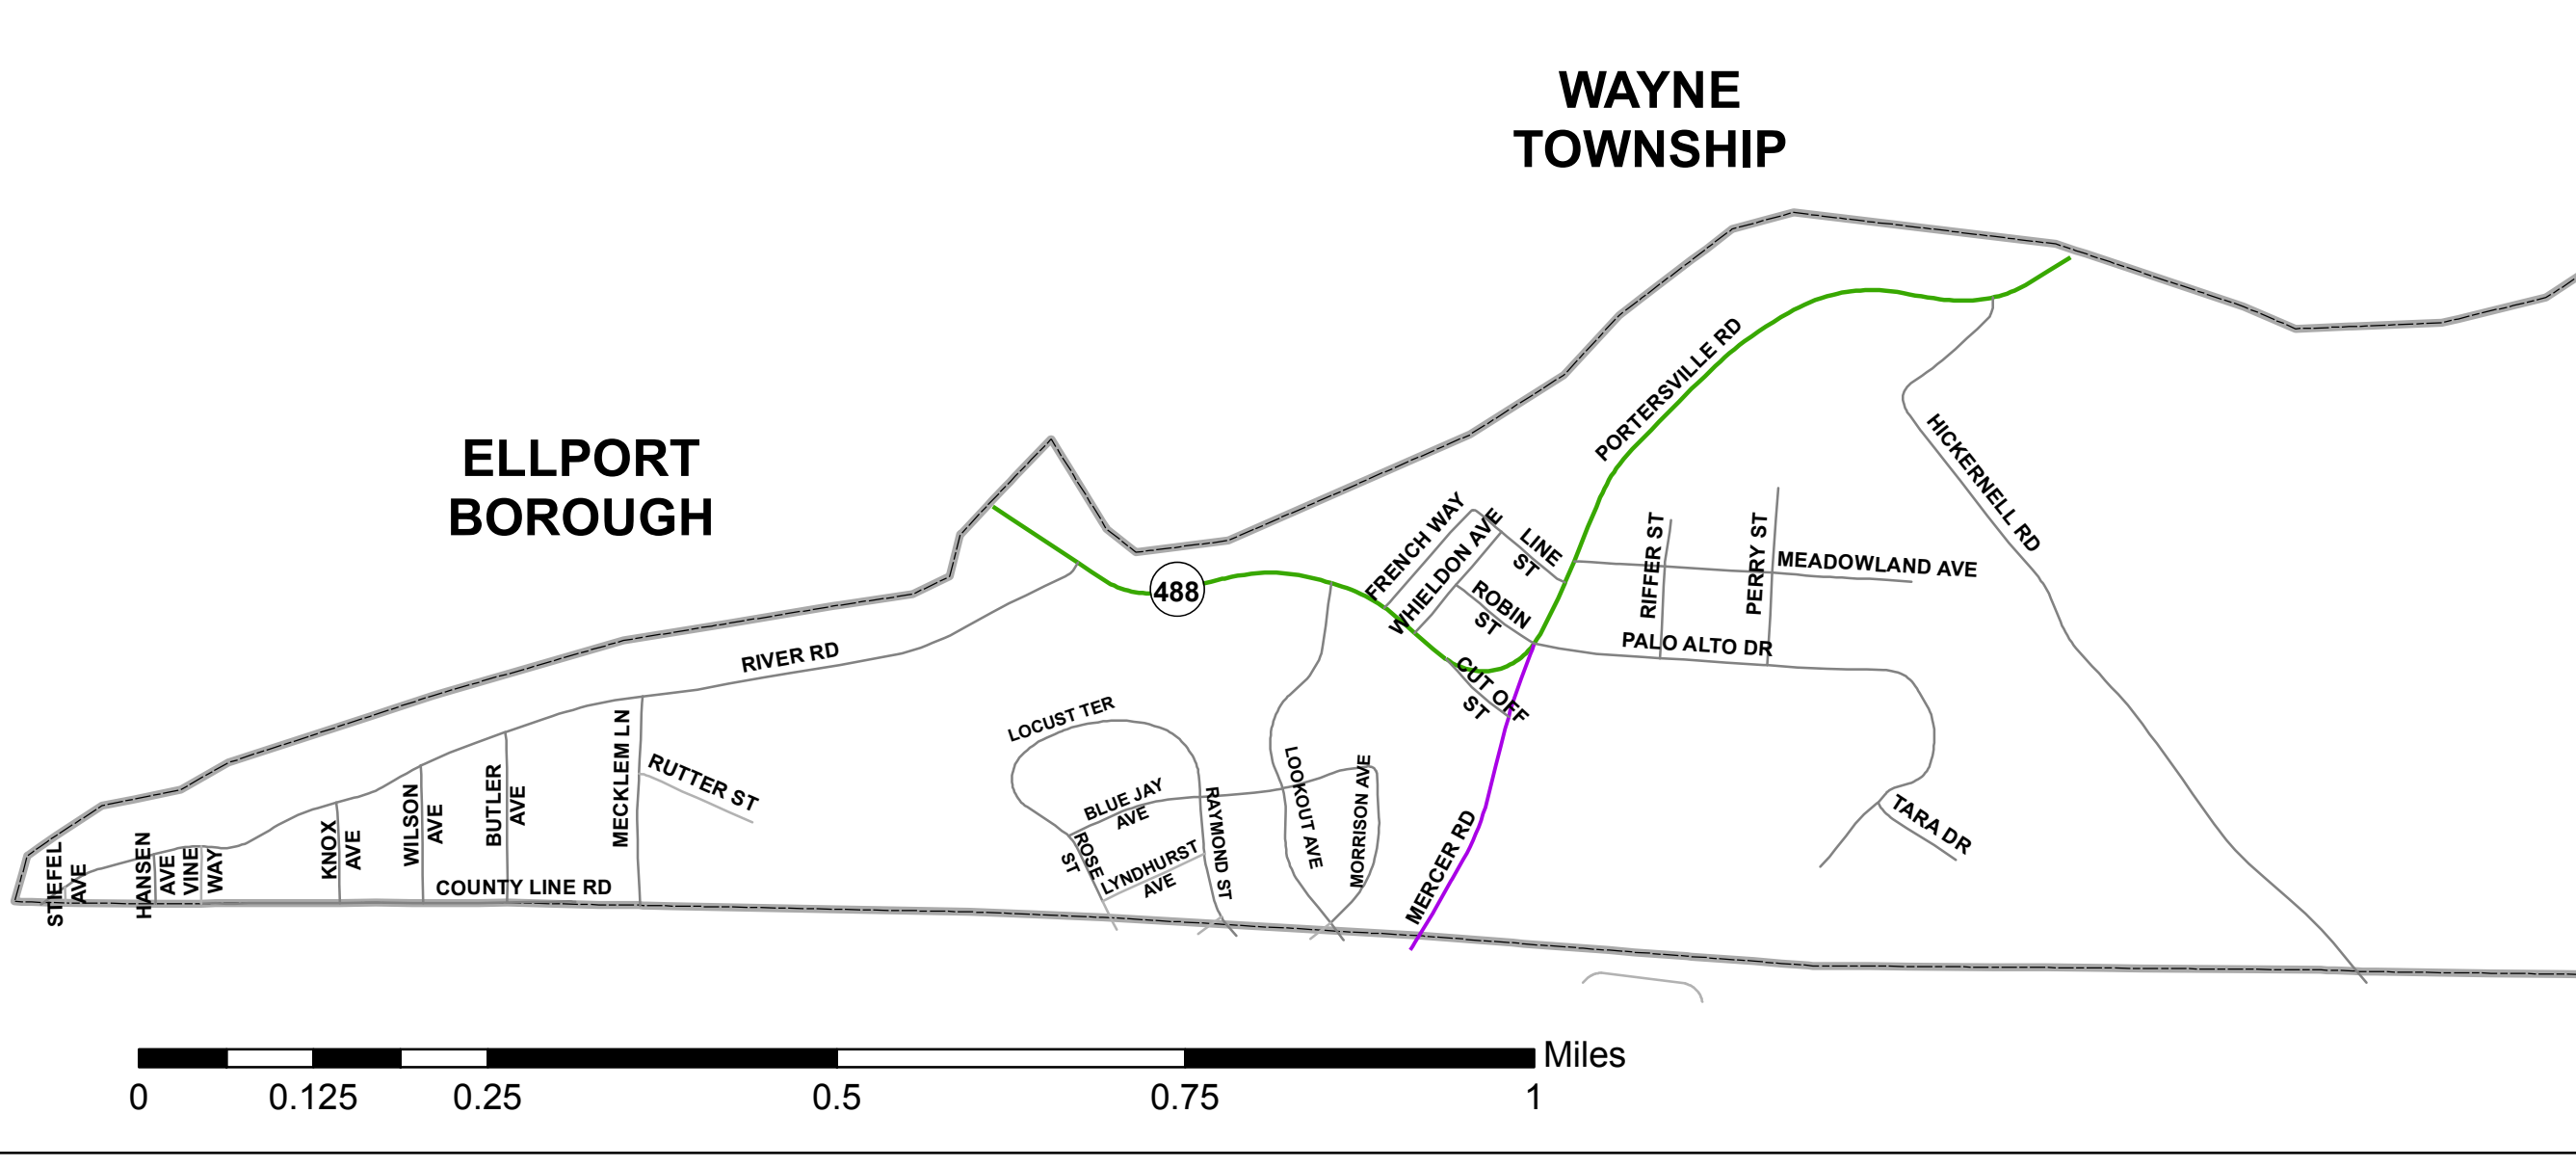 WAYNE
TOWNSHIP
ELLPORT
BOROUGH
PORTERSVILLE RD
HICKERNELL RD
FRENCH WAY
WHIELDON AVE
LINE
ST
ROBIN
ST
RIFFER ST
PERRY ST
MEADOWLAND AVE
488
PALO ALTO DR
CUT OFF
ST
RIVER RD
LOCUST TER
MECKLEM LN
RUTTER ST
BUTLER
AVE
WILSON
AVE
KNOX
AVE
BLUE JAY
AVE
RAYMOND ST
LOOKOUT AVE
MORRISON AVE
MERCER RD
TARA DR
ROSE
ST
LYNDHURST
AVE
STIEFEL
AVE
HANSEN
AVE
VINE
WAY
COUNTY LINE RD
Miles
0 0.125 0.25 0.5 0.75 1